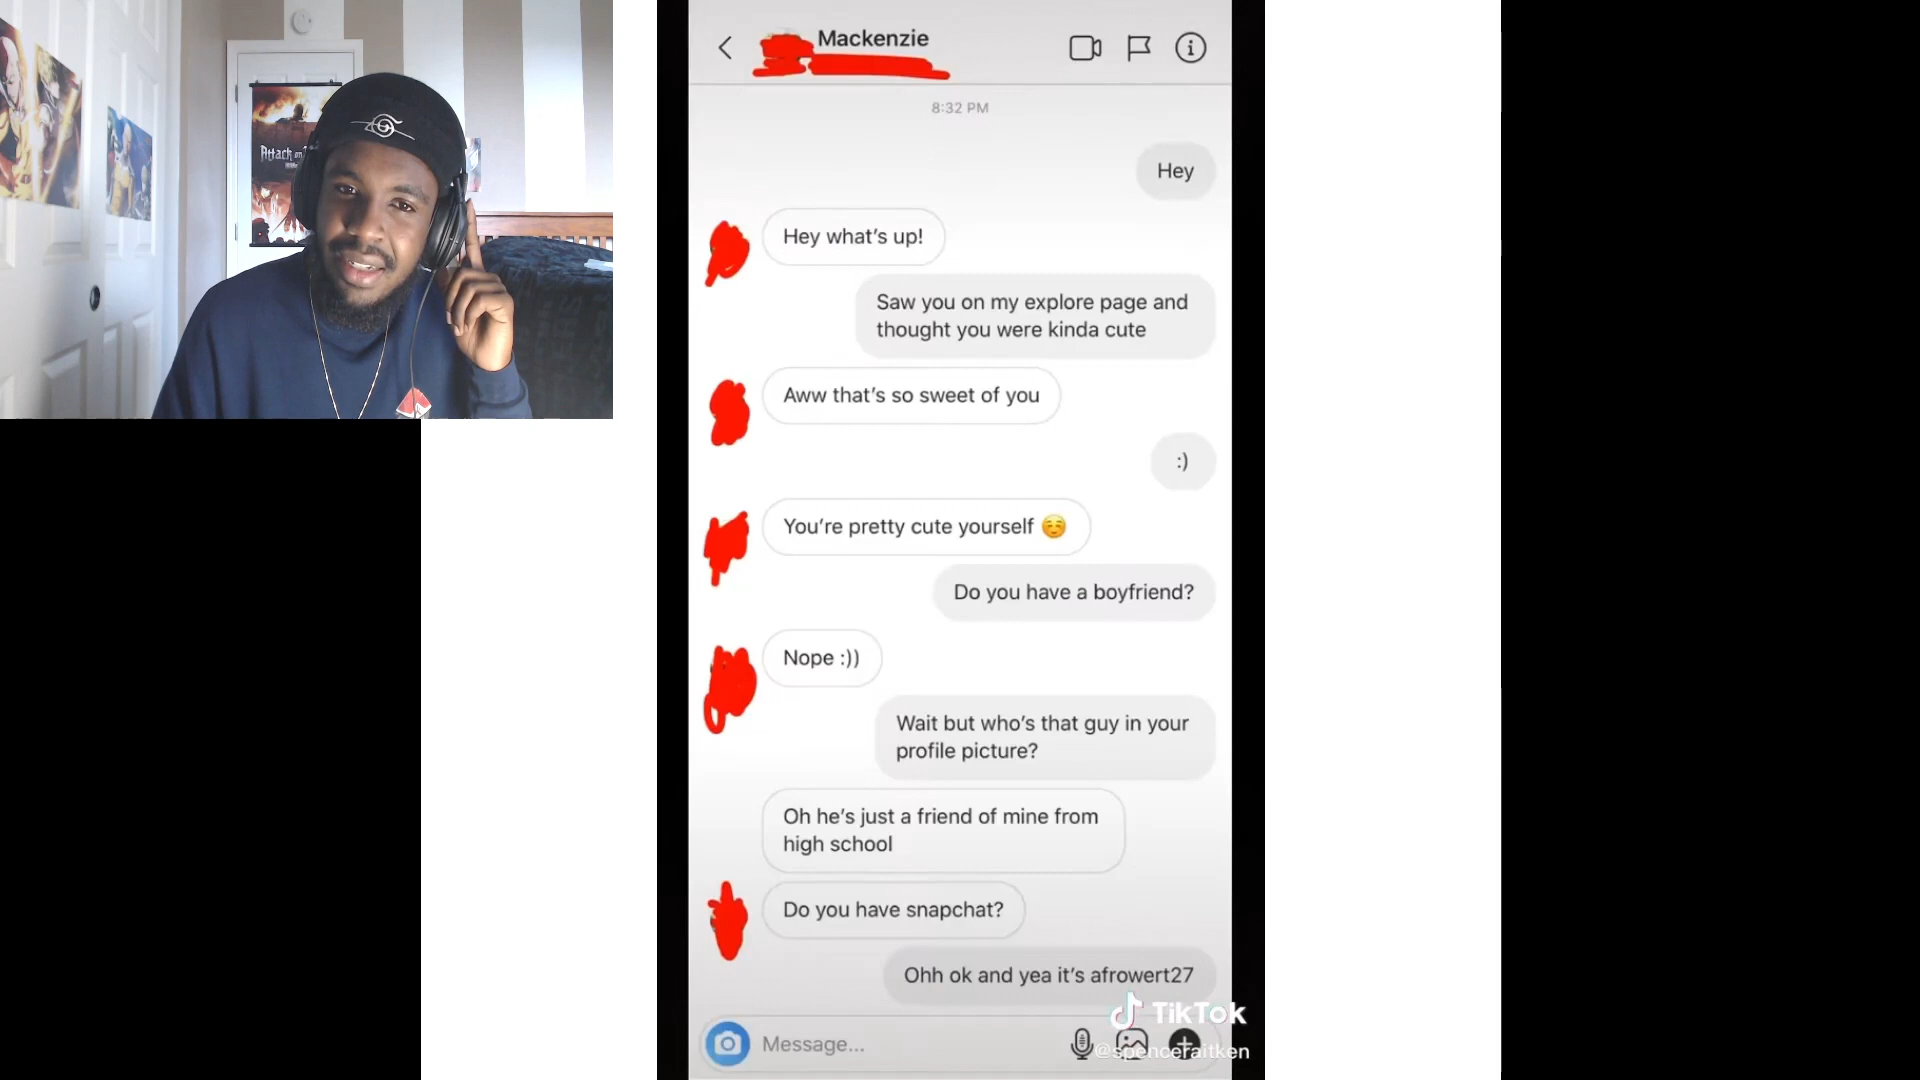 Attack on
Mackenzie
8:32 PM
Hey
Hey what's up!
Saw you on my explore page and
thought you were kinda cute
Aww that's so sweet of you
:)
You're pretty cute yourself ☺️
Do you have a boyfriend?
Nope :))
Wait but who's that guy in your
profile picture?
Oh he's just a friend of mine from
high school
Do you have snapchat?
Ohh ok and yea it's afrowert27
TikTok
Message...
@spenceraitken